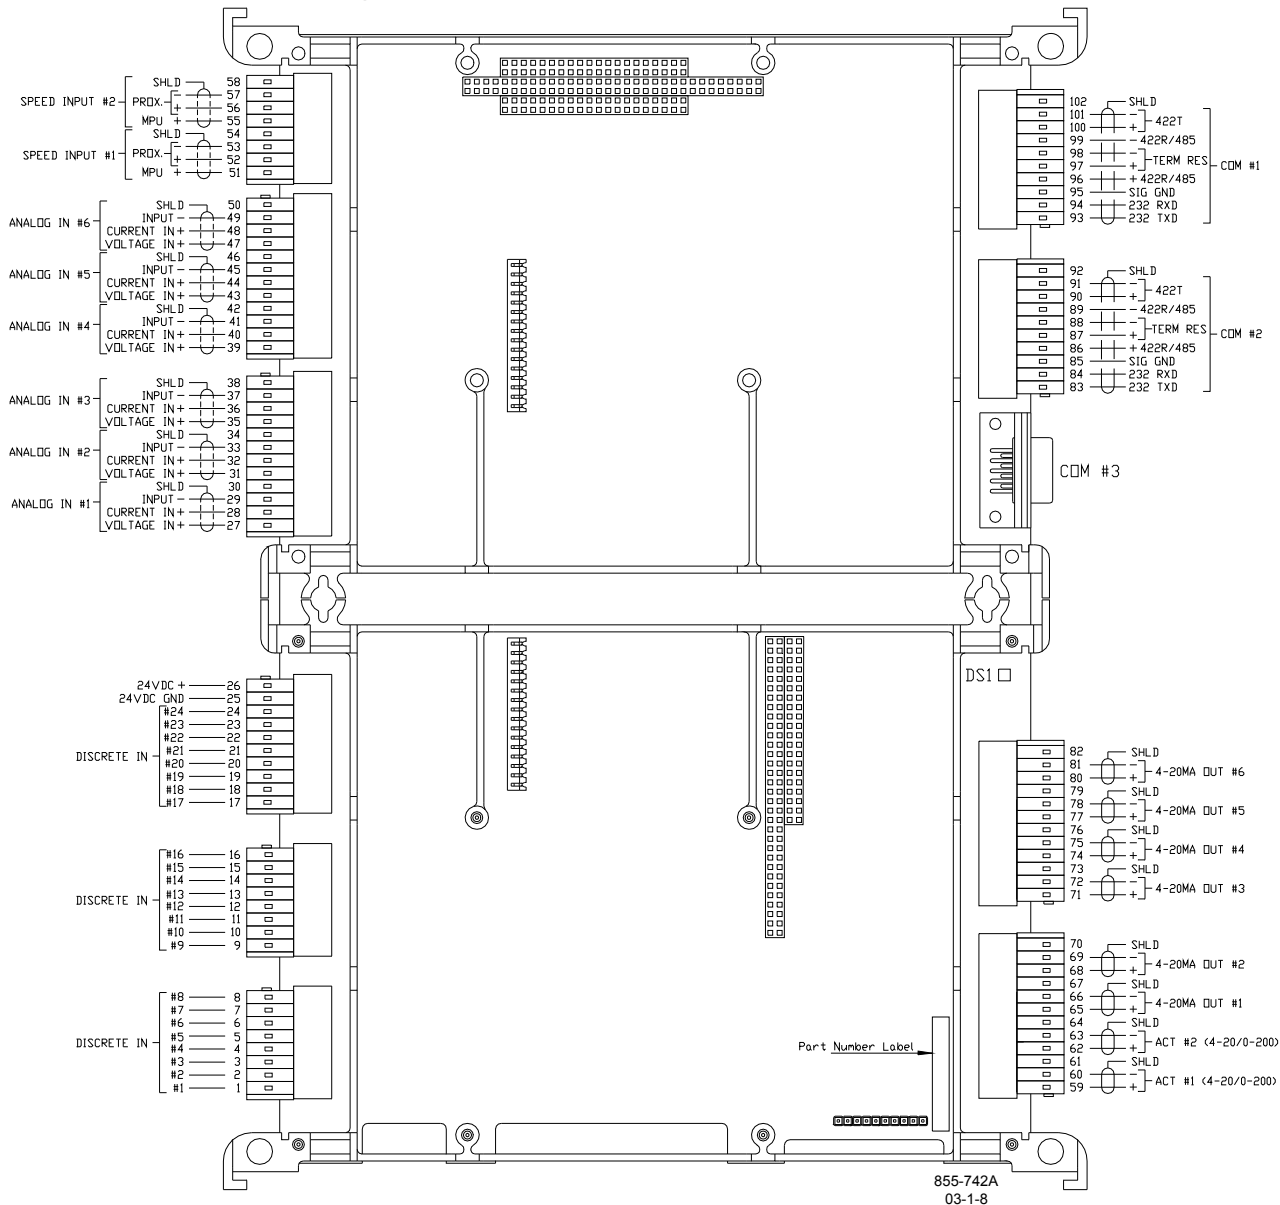 SPEED INPUT #2
SHLD 58
PROX. - 57
+ 56
MPU + 55
SPEED INPUT #1
SHLD 54
PROX. - 53
+ 52
MPU + 51
ANALOG IN #6
SHLD 50
INPUT - 49
CURRENT IN + 48
VOLTAGE IN + 47
ANALOG IN #5
SHLD 46
INPUT - 45
CURRENT IN + 44
VOLTAGE IN + 43
ANALOG IN #4
SHLD 42
INPUT - 41
CURRENT IN + 40
VOLTAGE IN + 39
ANALOG IN #3
SHLD 38
INPUT - 37
CURRENT IN + 36
VOLTAGE IN + 35
ANALOG IN #2
SHLD 34
INPUT - 33
CURRENT IN + 32
VOLTAGE IN + 31
ANALOG IN #1
SHLD 30
INPUT - 29
CURRENT IN + 28
VOLTAGE IN + 27
24VDC + 26
24VDC GND 25
DISCRETE IN
#24 24
#23 23
#22 22
#21 21
#20 20
#19 19
#18 18
#17 17
DISCRETE IN
#16 16
#15 15
#14 14
#13 13
#12 12
#11 11
#10 10
#9 9
DISCRETE IN
#8 8
#7 7
#6 6
#5 5
#4 4
#3 3
#2 2
#1 1
102 SHLD
101 - 422T
100 +
99 - 422R/485
98 - TERM RES
97 +
96 + 422R/485
95 SIG GND
94 232 RXD
93 232 TXD
COM #1
92 SHLD
91 - 422T
90 +
89 - 422R/485
88 - TERM RES
87 +
86 + 422R/485
85 SIG GND
84 232 RXD
83 232 TXD
COM #2
COM #3
DS1
82 SHLD
81 - 4-20MA OUT #6
80 +
79 SHLD
78 - 4-20MA OUT #5
77 +
76 SHLD
75 - 4-20MA OUT #4
74 +
73 SHLD
72 - 4-20MA OUT #3
71 +
70 SHLD
69 - 4-20MA OUT #2
68 +
67 SHLD
66 - 4-20MA OUT #1
65 +
64 SHLD
63 - ACT #2 (4-20/0-200)
62 +
61 SHLD
60 - ACT #1 (4-20/0-200)
59 +
Part Number Label
855-742A
03-1-8